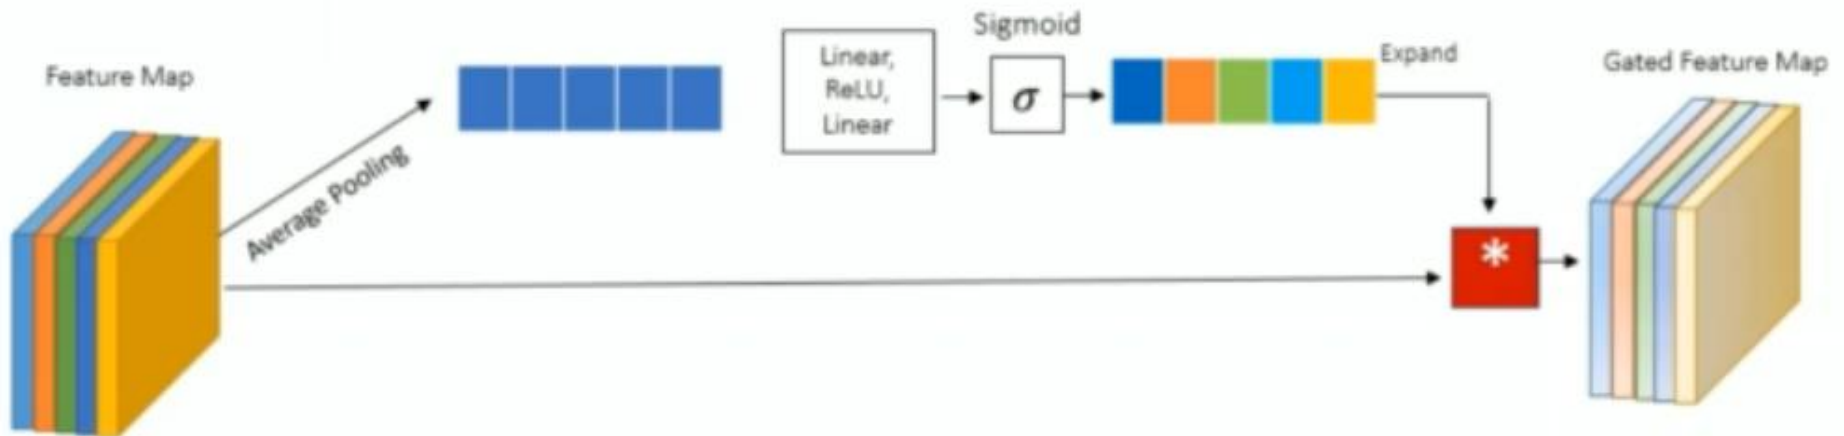 Feature Map
Average Pooling
Linear,
ReLU,
Linear
Sigmoid
σ
Expand
*
Gated Feature Map